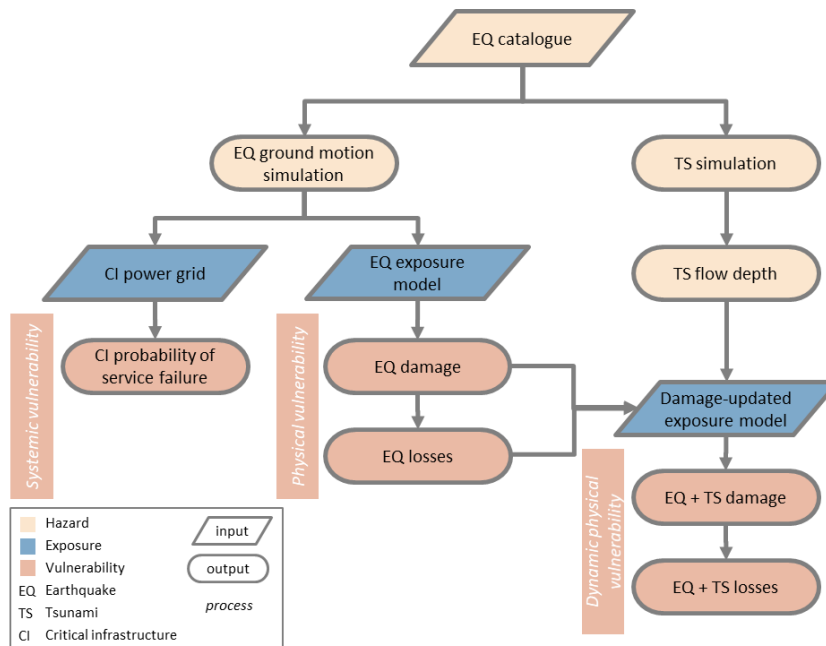 EQ catalogue
EQ ground motion
simulation
TS simulation
CI power grid
EQ exposure
model
TS flow depth
Systemic vulnerability
CI probability of
service failure
Physical vulnerability
EQ damage
EQ losses
Damage-updated
exposure model
Dynamic physical
vulnerability
EQ + TS damage
EQ + TS losses
Hazard
Exposure
Vulnerability
EQ Earthquake
TS Tsunami
CI Critical infrastructure
input
output
process